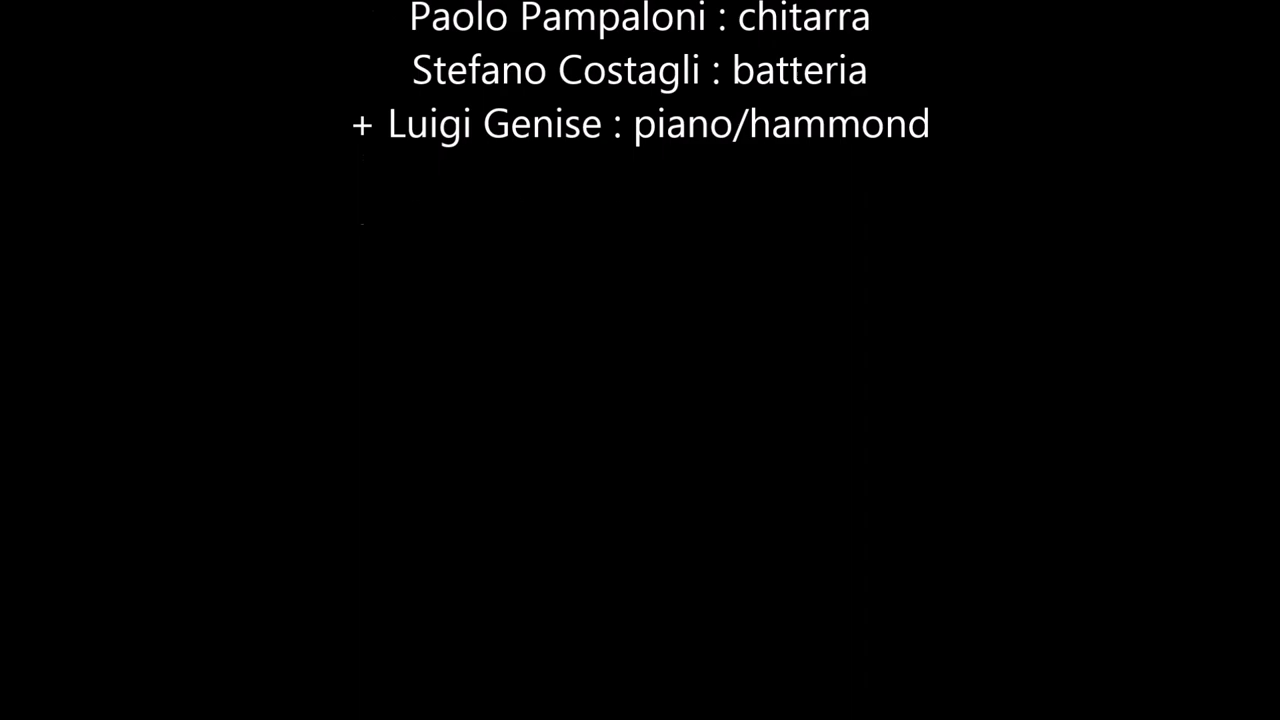 Paolo Pampaloni : chitarra
Stefano Costagli : batteria
+ Luigi Genise : piano/hammond